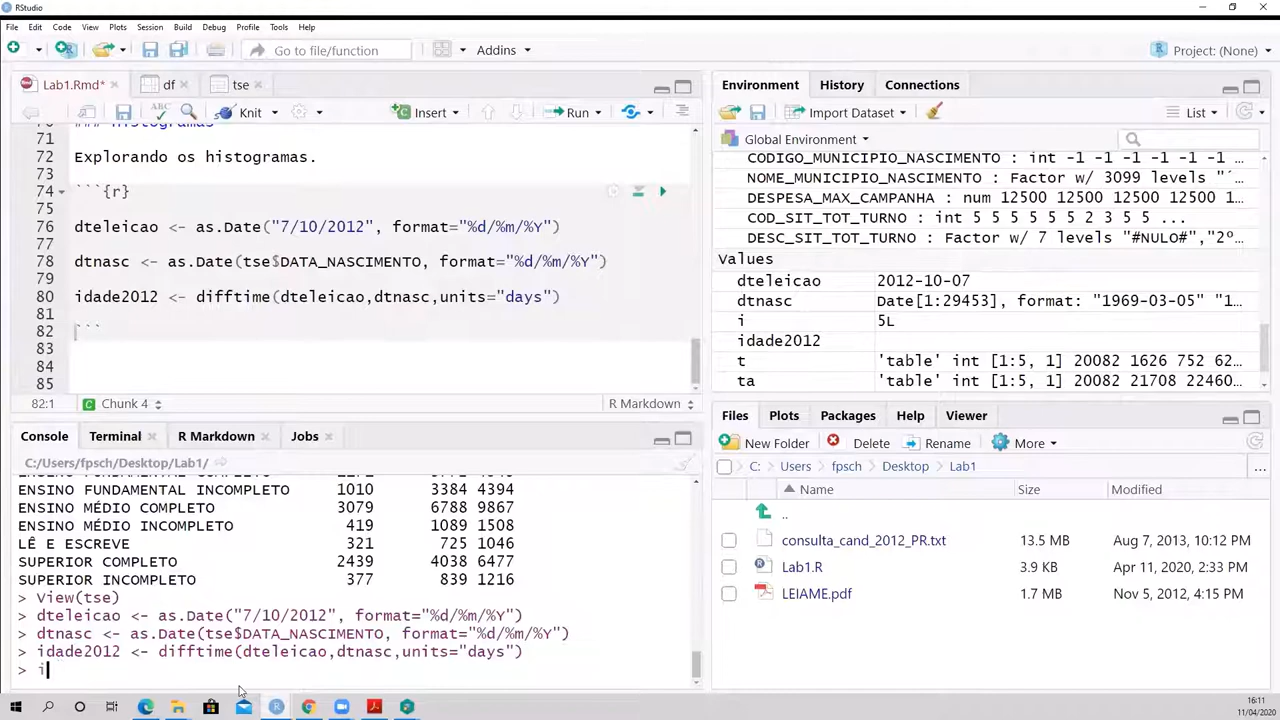 RStudio
File Edit Code View Plots Session Build Debug Profile Tools Help
Go to file/function Addins Project: (None)
Lab1.Rmd* df tse
Knit Insert Run
71
72 Explorando os histogramas.
73
74 ```{r}
75
76 dteleicao <- as.Date("7/10/2012", format="%d/%m/%Y")
77
78 dtnasc <- as.Date(tse$DATA_NASCIMENTO, format="%d/%m/%Y")
79
80 idade2012 <- difftime(dteleicao,dtnasc,units="days")
81
82 ```
83
84
85
82:1 Chunk 4 R Markdown
Console Terminal R Markdown Jobs
C:/Users/fpsch/Desktop/Lab1/
ENSINO FUNDAMENTAL INCOMPLETO 1010 3384 4394
ENSINO MÉDIO COMPLETO 3079 6788 9867
ENSINO MÉDIO INCOMPLETO 419 1089 1508
LÊ E ESCREVE 321 725 1046
SUPERIOR COMPLETO 2439 4038 6477
SUPERIOR INCOMPLETO 377 839 1216
> View(tse)
> dteleicao <- as.Date("7/10/2012", format="%d/%m/%Y")
> dtnasc <- as.Date(tse$DATA_NASCIMENTO, format="%d/%m/%Y")
> idade2012 <- difftime(dteleicao,dtnasc,units="days")
> i
Environment History Connections
Import Dataset List
Global Environment
CODIGO_MUNICIPIO_NASCIMENTO : int -1 -1 -1 -1 -1 -1 …
NOME_MUNICIPIO_NASCIMENTO : Factor w/ 3099 levels "´…
DESPESA_MAX_CAMPANHA : num 12500 12500 12500 12500 1…
COD_SIT_TOT_TURNO : int 5 5 5 5 5 2 3 5 5 ...
DESC_SIT_TOT_TURNO : Factor w/ 7 levels "#NULO#","2º…
Values
dteleicao 2012-10-07
dtnasc Date[1:29453], format: "1969-03-05" "1…
i 5L
idade2012
t 'table' int [1:5, 1] 20082 1626 752 62…
ta 'table' int [1:5, 1] 20082 21708 22460…
Files Plots Packages Help Viewer
New Folder Delete Rename More
C: Users fpsch Desktop Lab1 ...
Name Size Modified
..
consulta_cand_2012_PR.txt 13.5 MB Aug 7, 2013, 10:12 PM
Lab1.R 3.9 KB Apr 11, 2020, 2:33 PM
LEIAME.pdf 1.7 MB Nov 5, 2012, 4:15 PM
16:11
11/04/2020